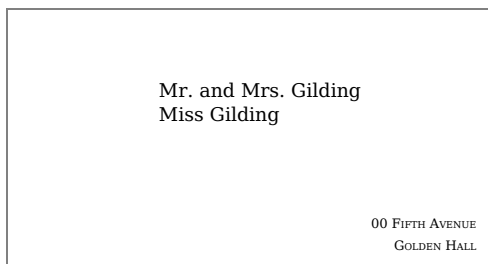 Mr. and Mrs. Gilding
Miss Gilding
00 Fifth Avenue
Golden Hall